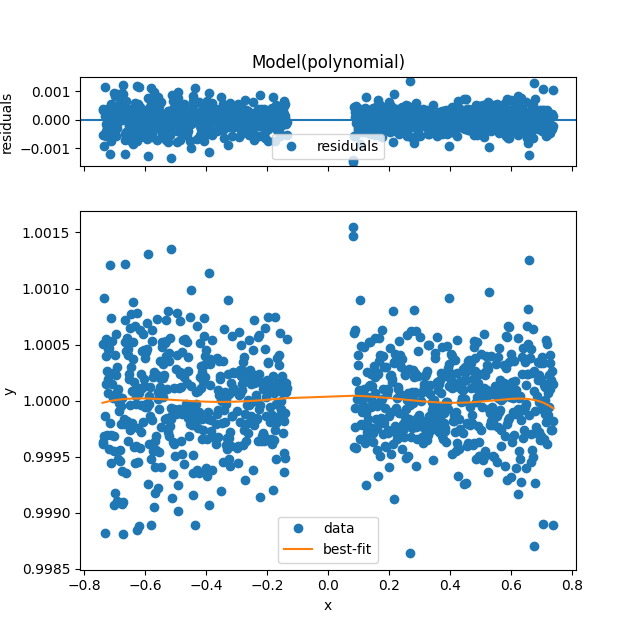 Model(polynomial)
residuals
0.001
0.000
−0.001
residuals
y
1.0015
1.0010
1.0005
1.0000
0.9995
0.9990
0.9985
data
best-fit
−0.8 −0.6 −0.4 −0.2 0.0 0.2 0.4 0.6 0.8
x